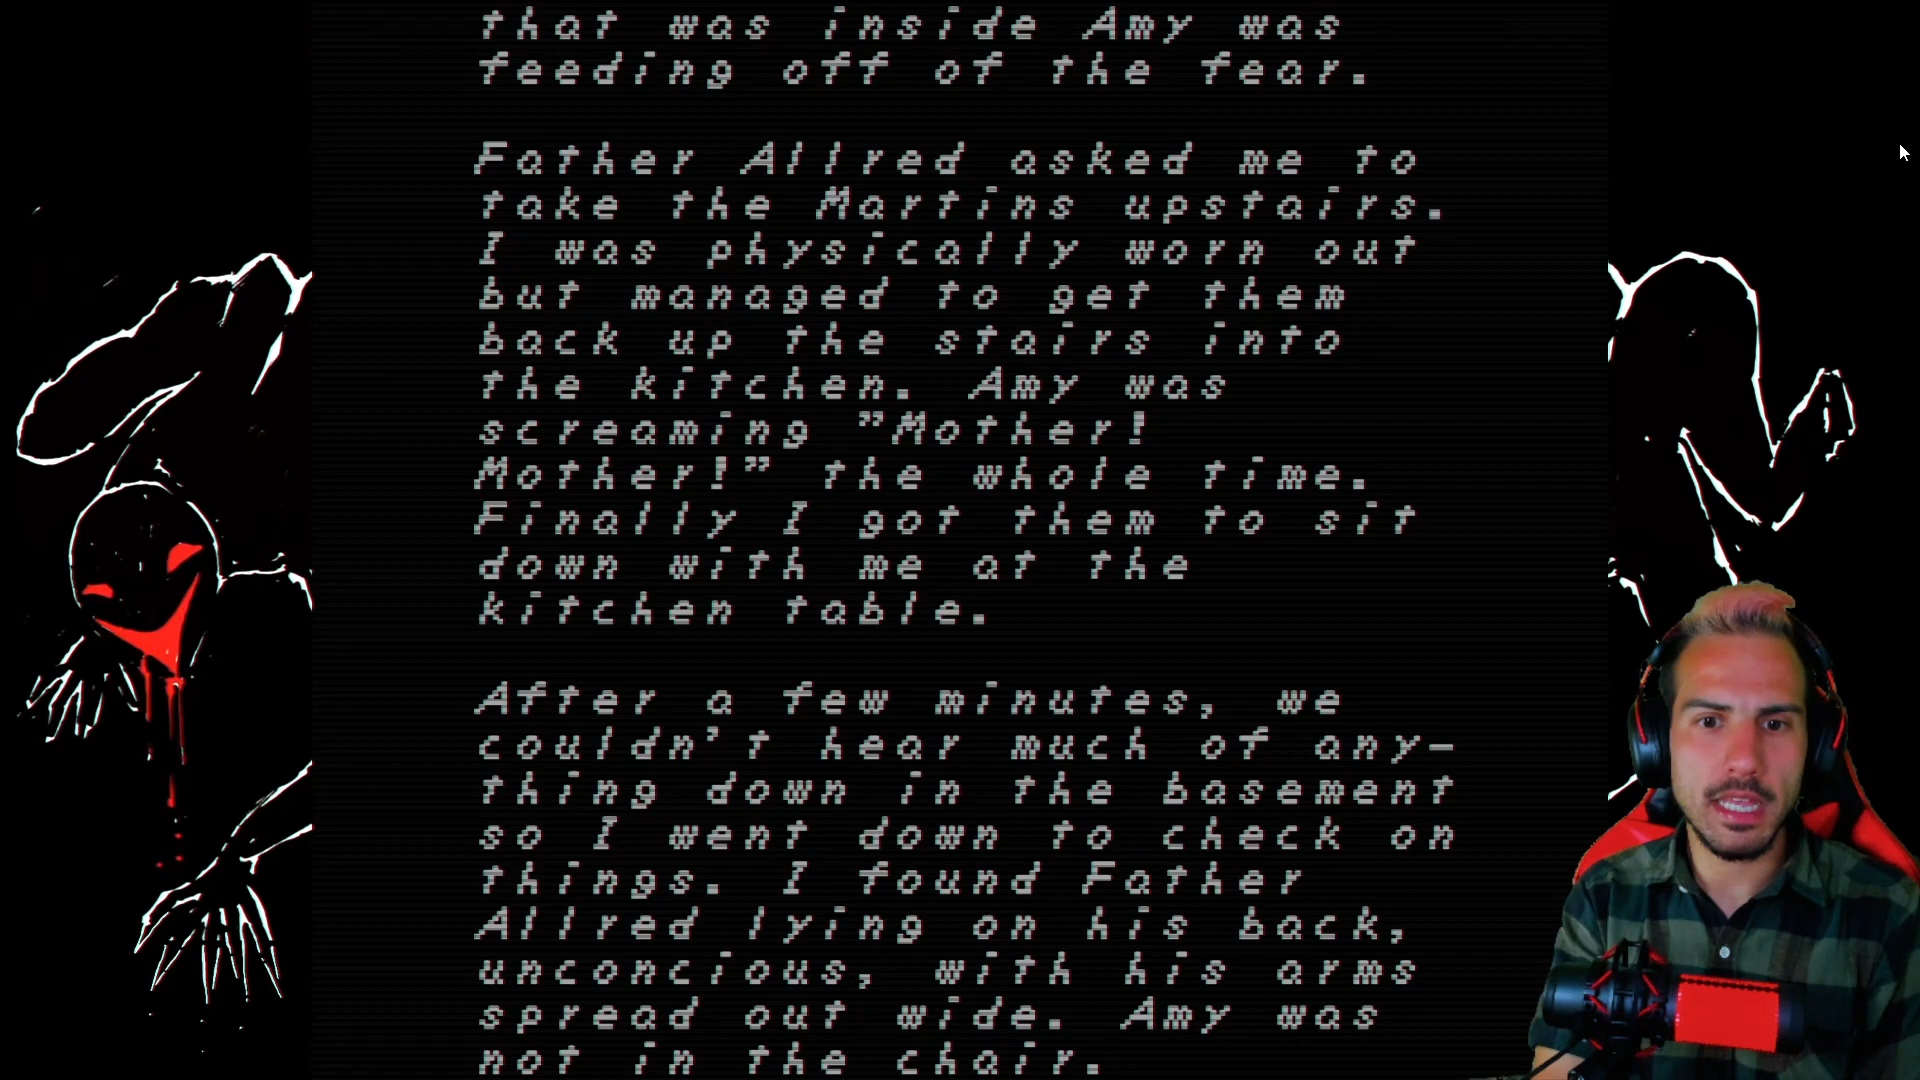 that was inside Amy was
feeding off of the fear.
Father Allred asked me to
take the Martins upstairs.
I was physically worn out
but managed to get them
back up the stairs into
the kitchen. Amy was
screaming "Mother!
Mother!" the whole time.
Finally I got them to sit
down with me at the
kitchen table.
After a few minutes, we
couldn't hear much of any-
thing down in the basement
so I went down to check on
things. I found Father
Allred lying on his back,
unconcious, with his arms
spread out wide. Amy was
not in the chair.